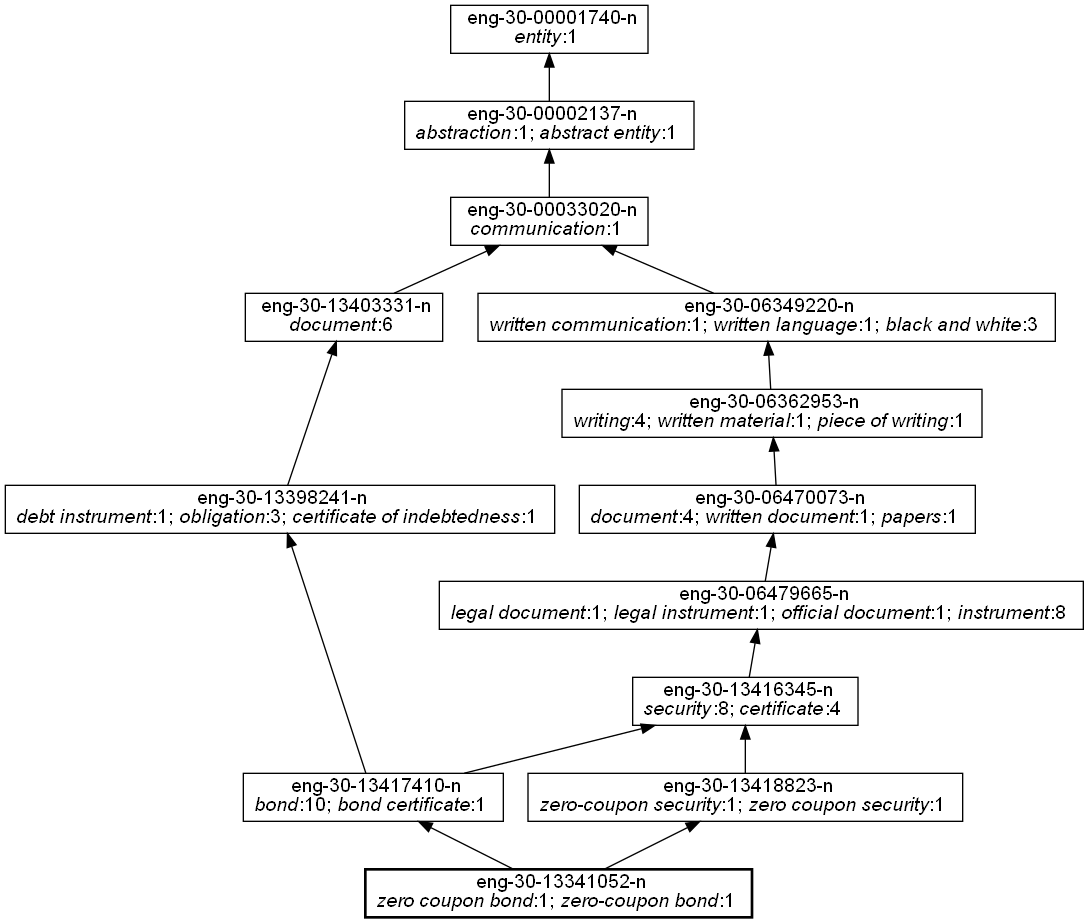 eng-30-00001740-n
entity:1
eng-30-00002137-n
abstraction:1; abstract entity:1
eng-30-00033020-n
communication:1
eng-30-13403331-n
document:6
eng-30-06349220-n
written communication:1; written language:1; black and white:3
eng-30-06362953-n
writing:4; written material:1; piece of writing:1
eng-30-13398241-n
debt instrument:1; obligation:3; certificate of indebtedness:1
eng-30-06470073-n
document:4; written document:1; papers:1
eng-30-06479665-n
legal document:1; legal instrument:1; official document:1; instrument:8
eng-30-13416345-n
security:8; certificate:4
eng-30-13417410-n
bond:10; bond certificate:1
eng-30-13418823-n
zero-coupon security:1; zero coupon security:1
eng-30-13341052-n
zero coupon bond:1; zero-coupon bond:1